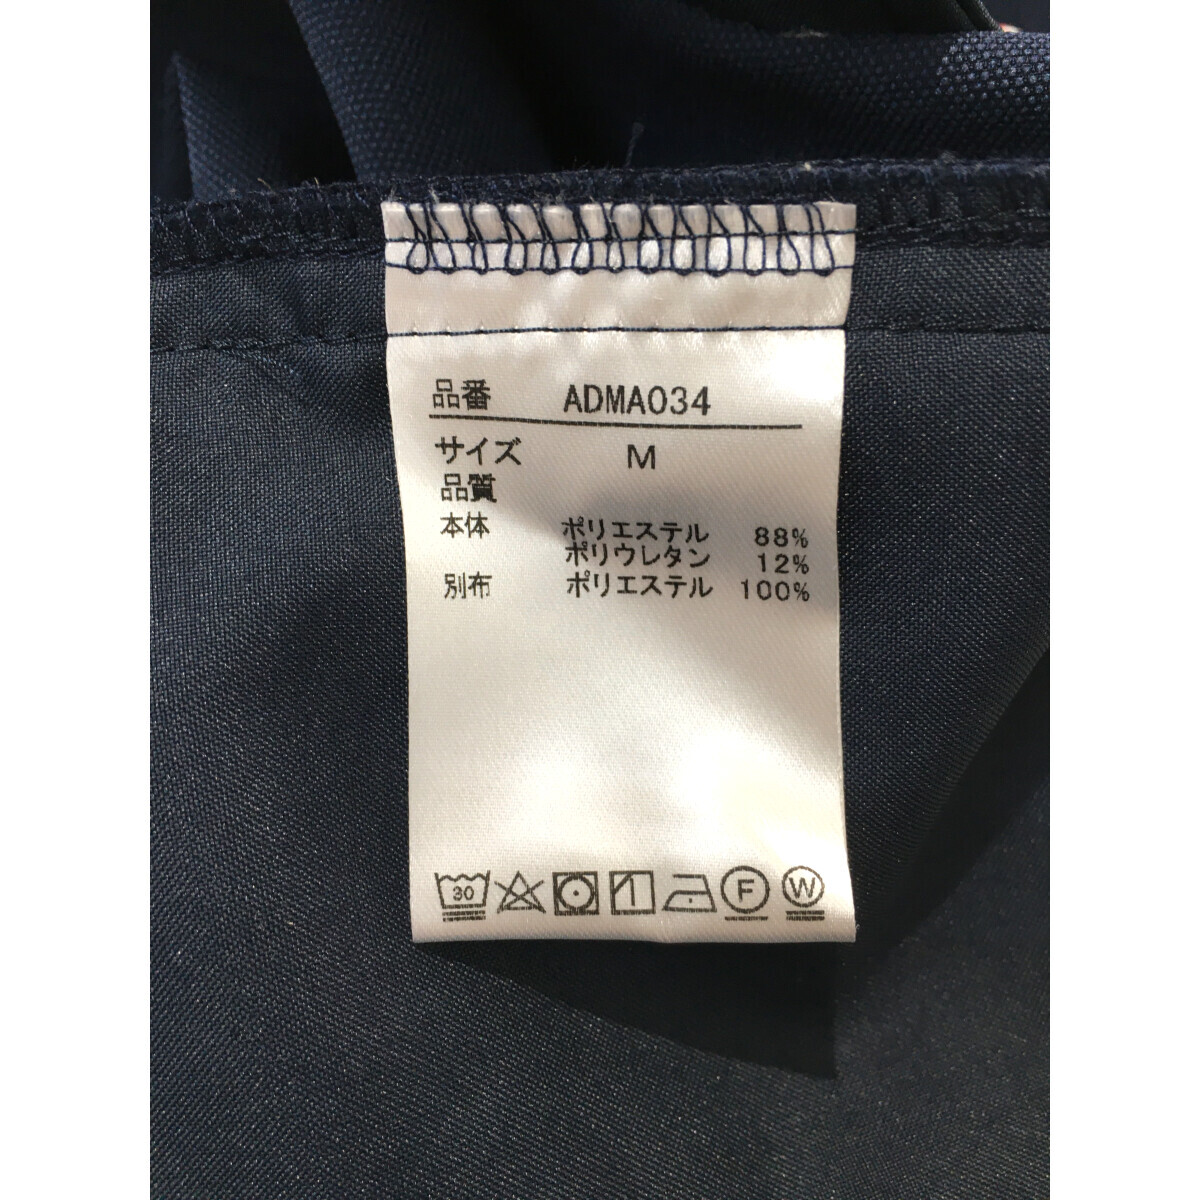 品番 ADMA034
サイズ M
品質
本体 ポリエステル 88%
ポリウレタン 12%
別布 ポリエステル 100%
30 F W